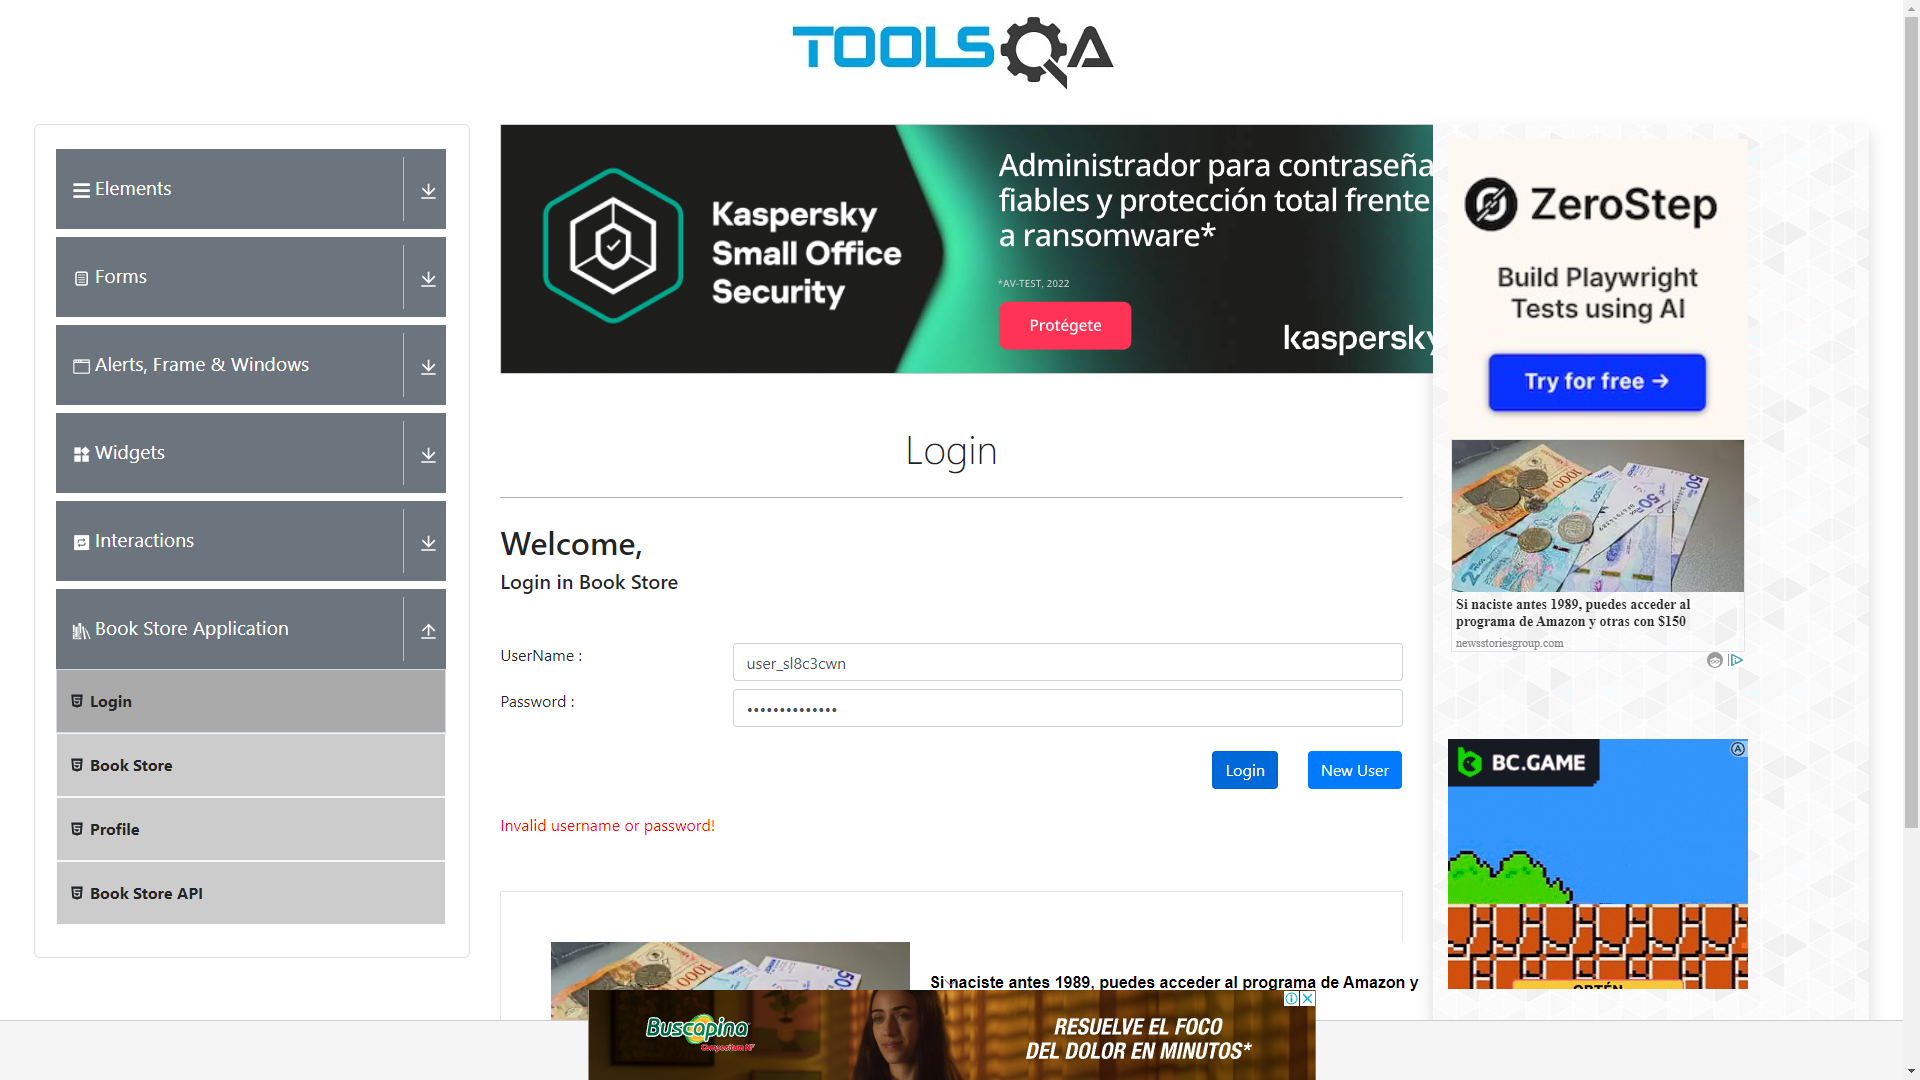 TOOLSQA
Elements
Forms
Alerts, Frame & Windows
Widgets
Interactions
Book Store Application
Login
Book Store
Profile
Book Store API
Kaspersky
Small Office
Security
Administrador para contraseña
fiables y protección total frente
a ransomware*
*AV-TEST, 2022
Protégete
kaspersky
Login
Welcome,
Login in Book Store
UserName :
user_sl8c3cwn
Password :
••••••••••••••
Login
New User
Invalid username or password!
Si naciste antes 1989, puedes acceder al programa de Amazon y
ZeroStep
Build Playwright
Tests using AI
Try for free →
Si naciste antes 1989, puedes acceder al
programa de Amazon y otras con $150
newsstoriesgroup.com
BC.GAME
Buscapina
Compositum NF
RESUELVE EL FOCO
DEL DOLOR EN MINUTOS*